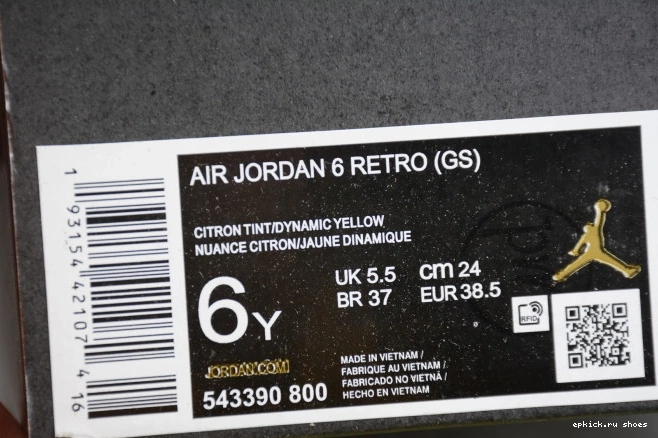 AIR JORDAN 6 RETRO (GS)
CITRON TINT/DYNAMIC YELLOW
NUANCE CITRON/JAUNE DINAMIQUE
6Y
UK 5.5 cm 24
BR 37 EUR 38.5
RFID
JORDAN.COM
543390 800
MADE IN VIETNAM /
FABRIQUE AU VIETNAM /
FABRICADO NO VIETNÃ /
HECHO EN VIETNAM
1 93154 42107 4 16
epkick.ru shoes